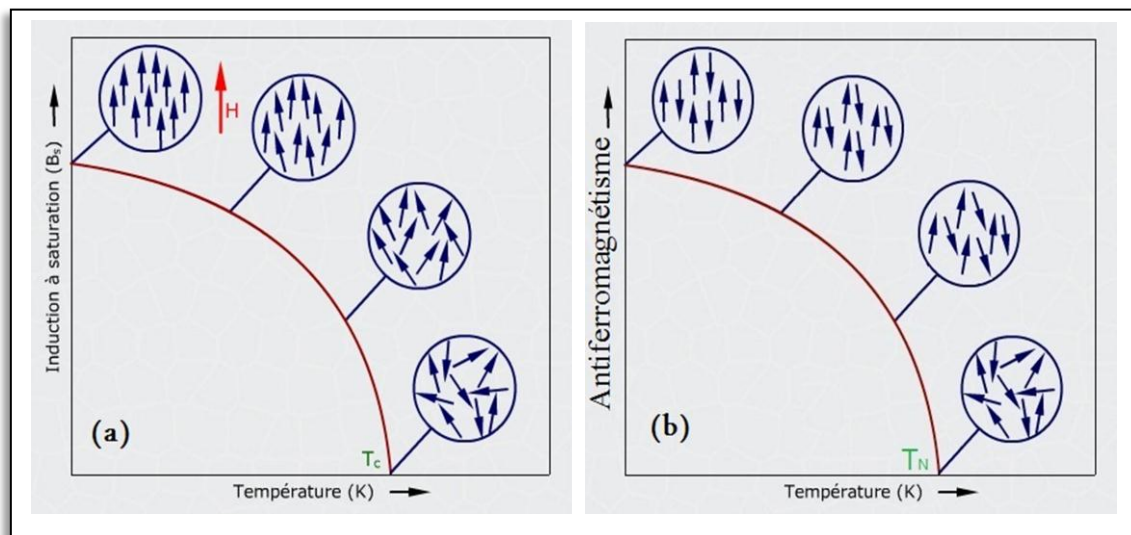 Induction à saturation (Bs)
H
(a)
Tc
Température (K)
Antiferromagnétisme
(b)
TN
Température (K)